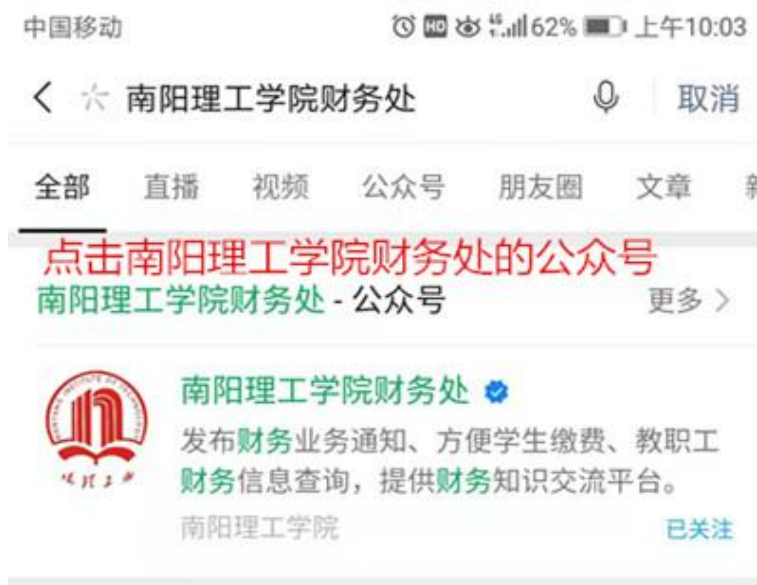 中国移动 HD 46 62% 上午10:03
南阳理工学院财务处 取消
全部 直播 视频 公众号 朋友圈 文章
点击南阳理工学院财务处的公众号
南阳理工学院财务处 - 公众号 更多
南阳理工学院财务处
发布财务业务通知、方便学生缴费、教职工
财务信息查询，提供财务知识交流平台。
南阳理工学院 已关注